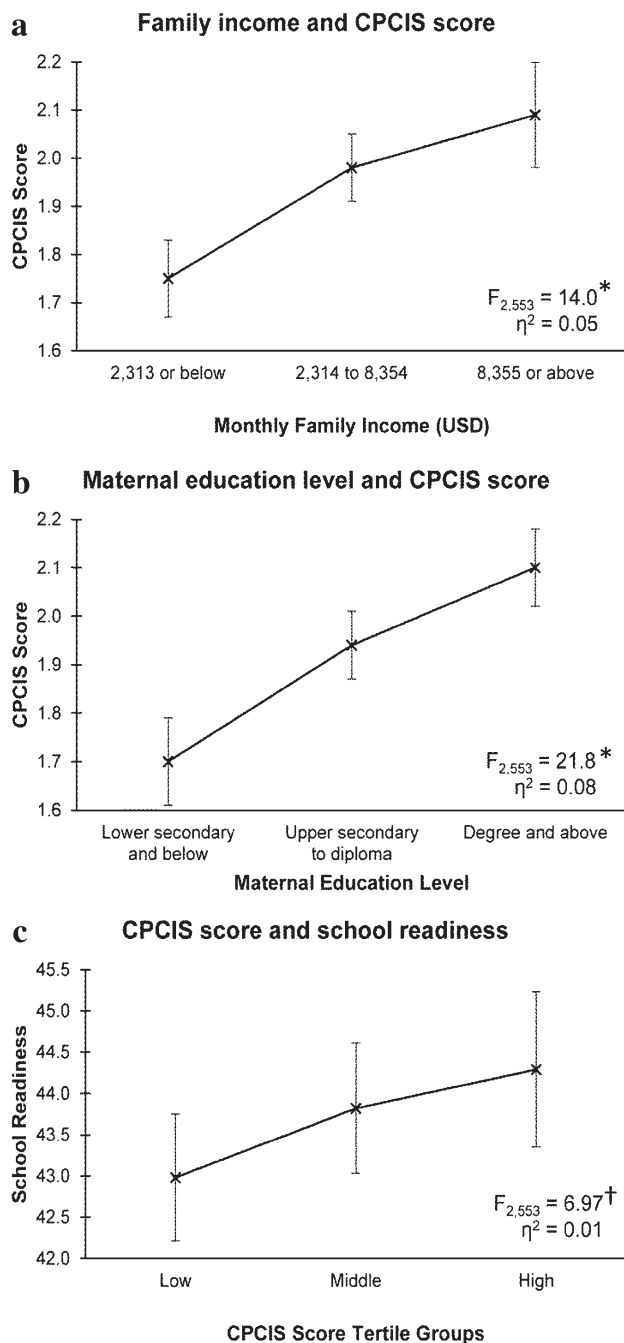 a Family income and CPCIS score
2.2
2.1
2.0
1.9
1.8
1.7
1.6
CPCIS Score
F2,553 = 14.0*
η² = 0.05
2,313 or below 2,314 to 8,354 8,355 or above
Monthly Family Income (USD)
b Maternal education level and CPCIS score
2.2
2.1
2.0
1.9
1.8
1.7
1.6
CPCIS Score
F2,553 = 21.8*
η² = 0.08
Lower secondary and below Upper secondary to diploma Degree and above
Maternal Education Level
c CPCIS score and school readiness
45.5
45.0
44.5
44.0
43.5
43.0
42.5
42.0
School Readiness
F2,553 = 6.97†
η² = 0.01
Low Middle High
CPCIS Score Tertile Groups